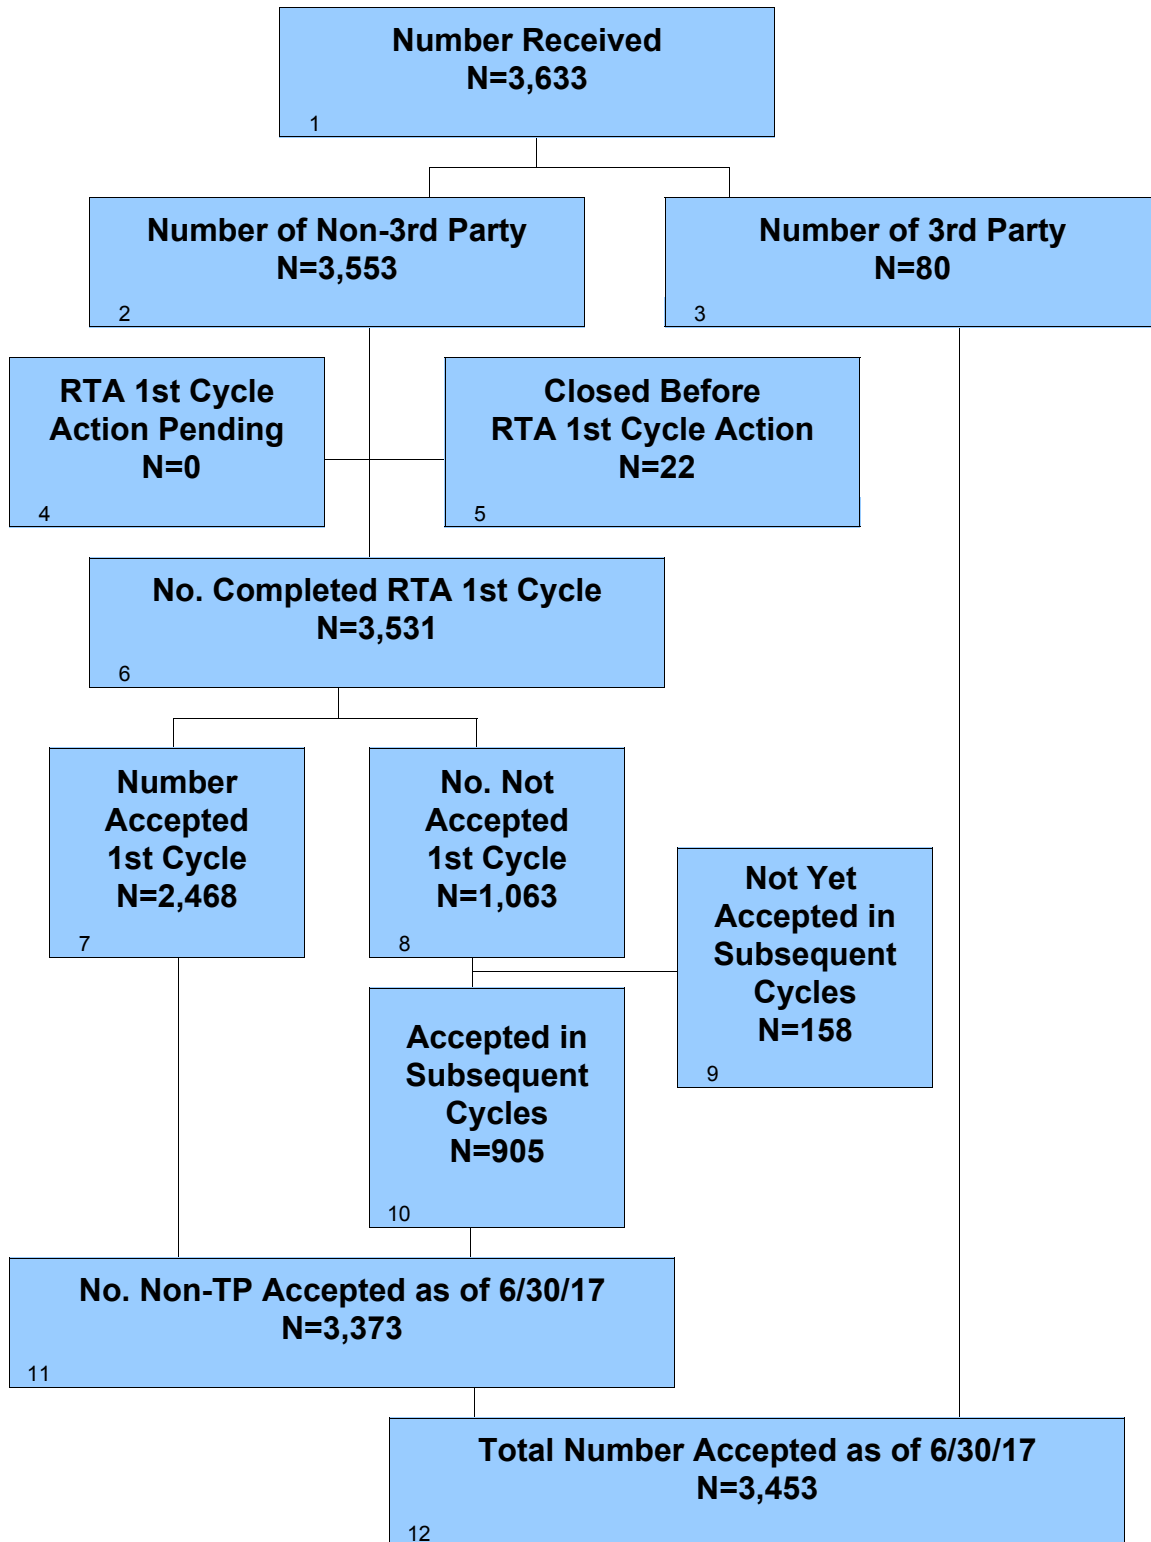 Number Received
N=3,633
1
Number of Non-3rd Party
N=3,553
2
Number of 3rd Party
N=80
3
RTA 1st Cycle
Action Pending
N=0
4
Closed Before
RTA 1st Cycle Action
N=22
5
No. Completed RTA 1st Cycle
N=3,531
6
Number
Accepted
1st Cycle
N=2,468
7
No. Not
Accepted
1st Cycle
N=1,063
8
Not Yet
Accepted in
Subsequent
Cycles
N=158
9
Accepted in
Subsequent
Cycles
N=905
10
No. Non-TP Accepted as of 6/30/17
N=3,373
11
Total Number Accepted as of 6/30/17
N=3,453
12